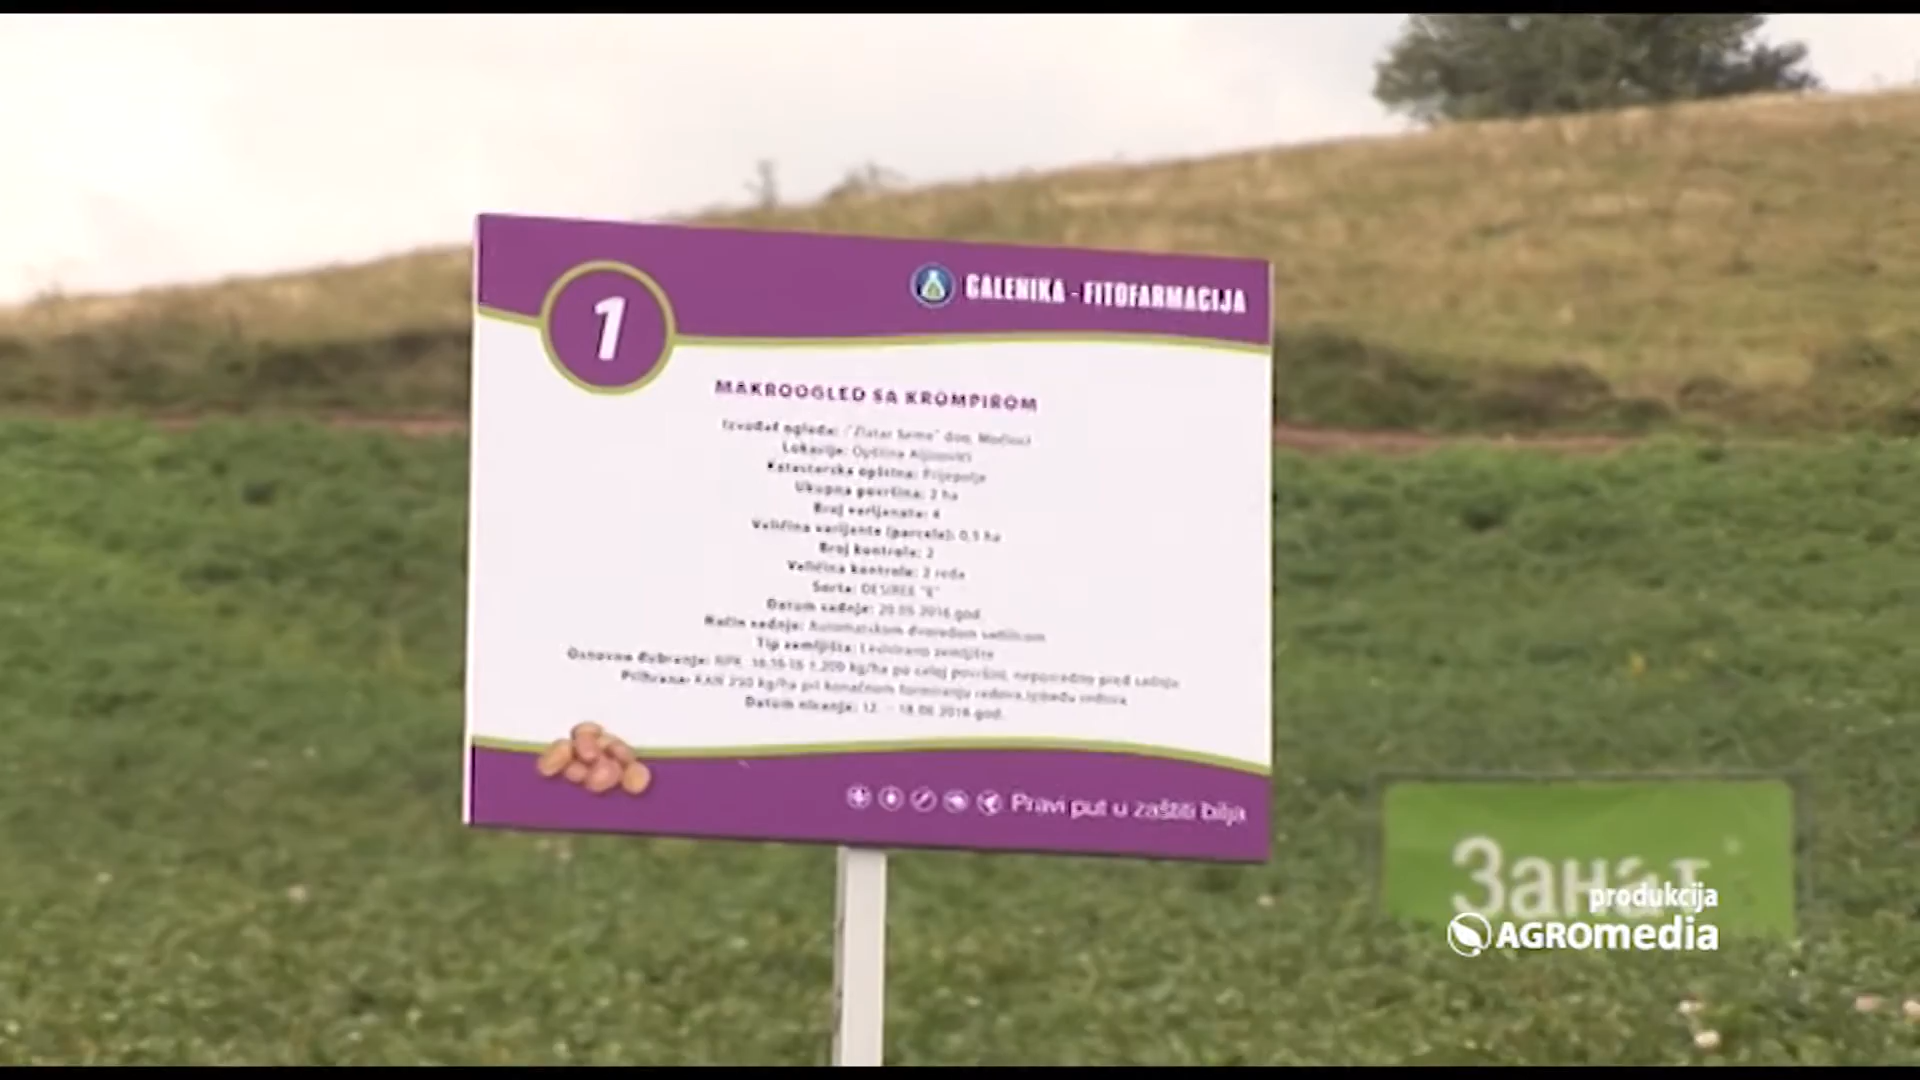 1
GALENIKA - FITOFARMACIJA
MAKROOGLED SA KROMPIROM
Izvođač ogleda: "Zlatar Seme" doo,
Lokacija: Opština
Katastarska opština: Prijepolje
Ukupna površina: 2 ha
Broj varijanata: 4
Veličina varijante (parcele): 0,5 ha
Broj kontrola: 2
Veličina kontrole: 2 reda
Sorta: DESIREE "E"
Datum sadnje: 20.05 2016 god.
Način sadnje: Automatskom dvoredom sadilicom
Tip zemljišta: zemljište
Osnovno đubrenje: NPK 16:16:16 1.200 kg/ha po celoj površini, neposredno pred sadnju
Prihrana: KAN 250 kg/ha pri konačnom formiranju redova, između redova
Datum nicanja: 12. - 18.06 2016 god.
Pravi put u zaštiti bilja
Занат
produkcija
AGROmedia